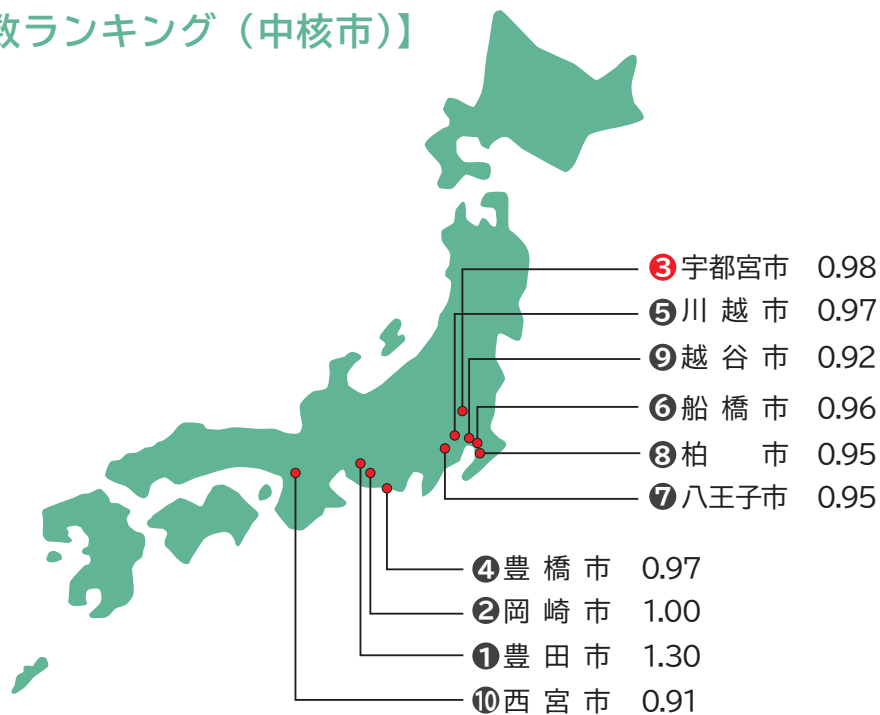 数ランキング（中核市）】
❸宇都宮市 0.98
❺川越市 0.97
❾越谷市 0.92
❻船橋市 0.96
❽柏市 0.95
❼八王子市 0.95
❹豊橋市 0.97
❷岡崎市 1.00
❶豊田市 1.30
❿西宮市 0.91